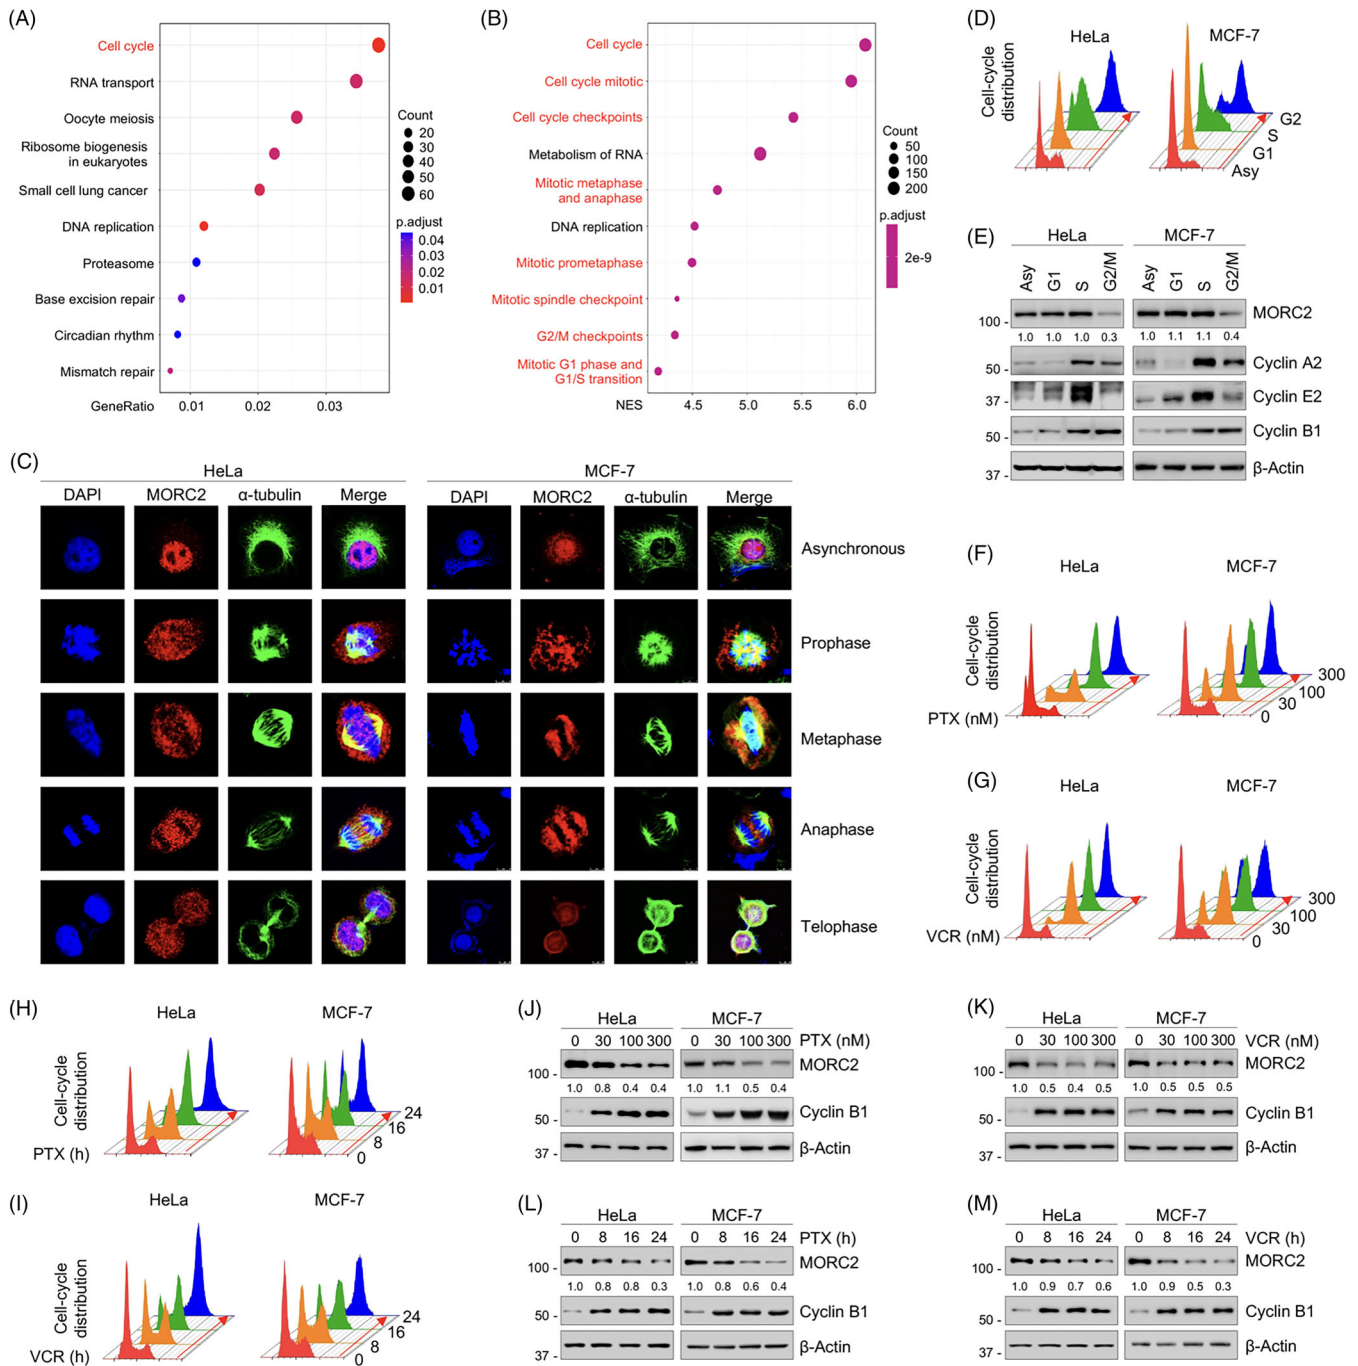 (A)
Cell cycle
RNA transport
Oocyte meiosis
Ribosome biogenesis
in eukaryotes
Small cell lung cancer
DNA replication
Proteasome
Base excision repair
Circadian rhythm
Mismatch repair
GeneRatio
0.01 0.02 0.03
Count
20
30
40
50
60
p.adjust
0.04
0.03
0.02
0.01
(B)
Cell cycle
Cell cycle mitotic
Cell cycle checkpoints
Metabolism of RNA
Mitotic metaphase
and anaphase
DNA replication
Mitotic prometaphase
Mitotic spindle checkpoint
G2/M checkpoints
Mitotic G1 phase and
G1/S transition
NES
4.5 5.0 5.5 6.0
Count
50
100
150
200
p.adjust
2e-9
(C)
HeLa MCF-7
DAPI MORC2 α-tubulin Merge DAPI MORC2 α-tubulin Merge
Asynchronous
Prophase
Metaphase
Anaphase
Telophase
(D)
HeLa MCF-7
Cell-cycle
distribution
G2
S
G1
Asy
(E)
HeLa MCF-7
Asy G1 S G2/M Asy G1 S G2/M
100 - MORC2
1.0 1.0 1.0 0.3 1.0 1.1 1.1 0.4
50 - Cyclin A2
37 - Cyclin E2
50 - Cyclin B1
37 - β-Actin
(F)
HeLa MCF-7
Cell-cycle
distribution
PTX (nM)
300
100
30
0
(G)
HeLa MCF-7
Cell-cycle
distribution
VCR (nM)
300
100
30
0
(H)
HeLa MCF-7
Cell-cycle
distribution
PTX (h)
24
16
8
0
(I)
HeLa MCF-7
Cell-cycle
distribution
VCR (h)
24
16
8
0
(J)
HeLa MCF-7
0 30 100 300 0 30 100 300 PTX (nM)
100 - MORC2
1.0 0.8 0.4 0.4 1.0 1.1 0.5 0.4
50 - Cyclin B1
37 - β-Actin
(K)
HeLa MCF-7
0 30 100 300 0 30 100 300 VCR (nM)
100 - MORC2
1.0 0.5 0.4 0.5 1.0 0.5 0.5 0.5
50 - Cyclin B1
37 - β-Actin
(L)
HeLa MCF-7
0 8 16 24 0 8 16 24 PTX (h)
100 - MORC2
1.0 0.8 0.8 0.3 1.0 0.8 0.6 0.4
50 - Cyclin B1
37 - β-Actin
(M)
HeLa MCF-7
0 8 16 24 0 8 16 24 VCR (h)
100 - MORC2
1.0 0.9 0.7 0.6 1.0 0.9 0.5 0.3
50 - Cyclin B1
37 - β-Actin